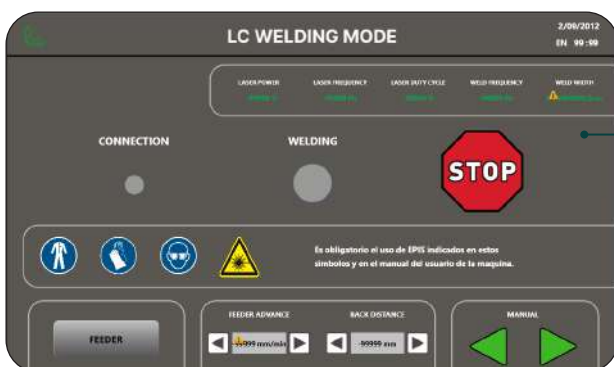 LC WELDING MODE
2/09/2012
EN 99:99
LASER POWER
LASER FREQUENCY
LASER DUTY CYCLE
WELD FREQUENCY
WELD WIDTH
CONNECTION
WELDING
STOP
Es obligatorio el uso de EPIS indicados en estos
símbolos y en el manual del usuario de la maquina.
FEEDER ADVANCE
BACK DISTANCE
MANUAL
FEEDER
mm/min
-99999 mm